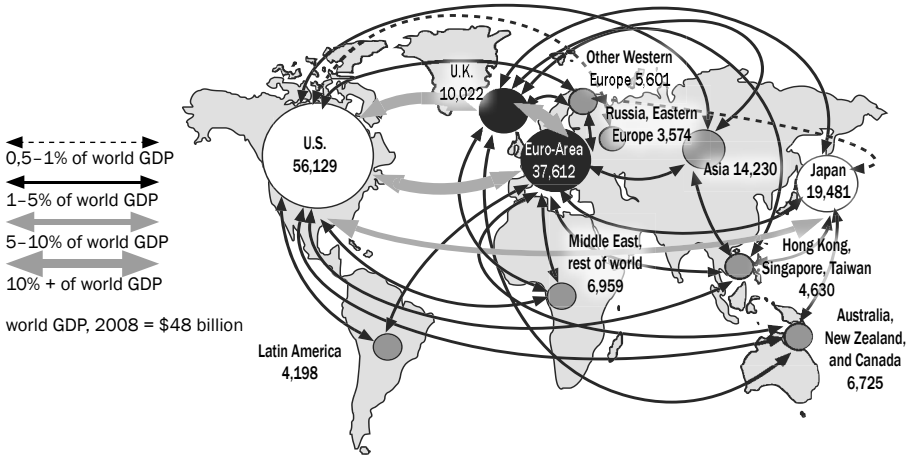 0,5–1% of world GDP
1–5% of world GDP
5–10% of world GDP
10% + of world GDP
world GDP, 2008 = $48 billion
U.S.
56,129
U.K.
10,022
Other Western
Europe 5.601
Russia, Eastern
Europe 3,574
Euro-Area
37,612
Asia 14,230
Japan
19,481
Middle East,
rest of world
6,959
Hong Kong,
Singapore, Taiwan
4,630
Latin America
4,198
Australia,
New Zealand,
and Canada
6,725